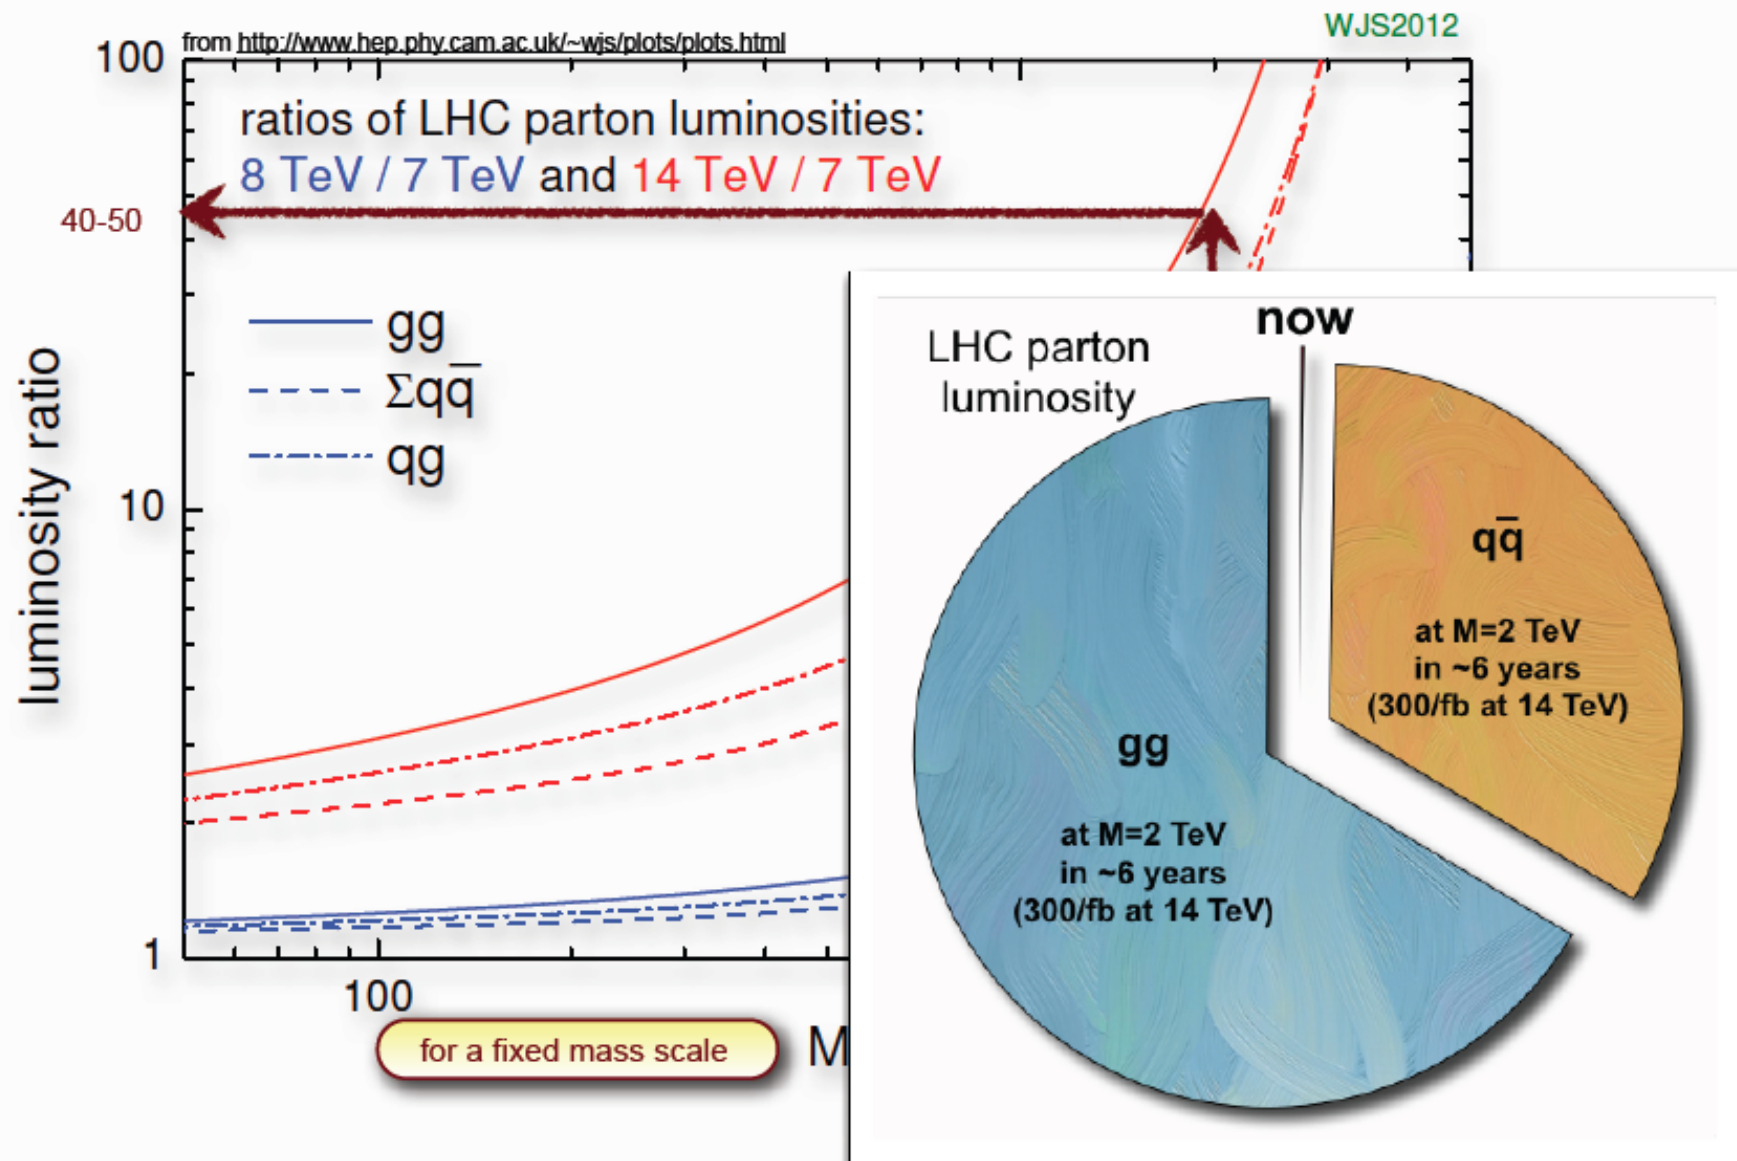 from http://www.hep.phy.cam.ac.uk/~wjs/plots/plots.html
WJS2012
100
ratios of LHC parton luminosities:
8 TeV / 7 TeV and 14 TeV / 7 TeV
40-50
gg
Σqq̄
qg
luminosity ratio
10
1
100
for a fixed mass scale
M
now
LHC parton
luminosity
qq̄
at M=2 TeV
in ~6 years
(300/fb at 14 TeV)
gg
at M=2 TeV
in ~6 years
(300/fb at 14 TeV)